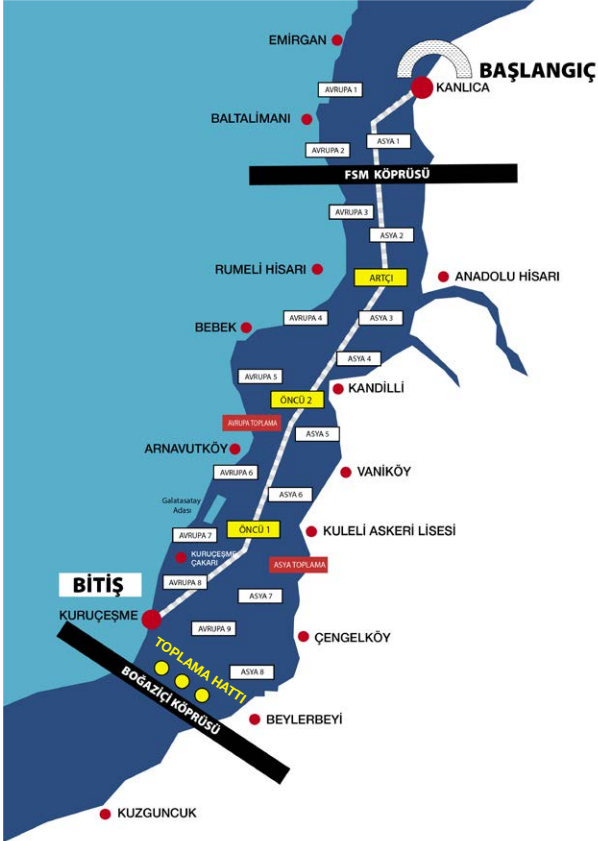 EMİRGAN
BAŞLANGIÇ
KANLICA
AVRUPA 1
BALTALIMANI
ASYA 1
AVRUPA 2
FSM KÖPRÜSÜ
AVRUPA 3
ASYA 2
RUMELİ HİSARI
ARTÇI
ANADOLU HİSARI
AVRUPA 4
ASYA 3
BEBEK
ASYA 4
AVRUPA 5
KANDİLLİ
ÖNCÜ 2
AVRUPA TOPLAMA
ASYA 5
ARNAVUTKÖY
AVRUPA 6
VANİKÖY
Galatasatay
Adası
ASYA 6
AVRUPA 7
ÖNCÜ 1
KULELİ ASKERİ LİSESİ
KURUÇEŞME
ÇAKARI
ASYA TOPLAMA
BİTİŞ
AVRUPA 8
ASYA 7
KURUÇEŞME
AVRUPA 9
ÇENGELKÖY
TOPLAMA HATTI
ASYA 8
BOĞAZİÇİ KÖPRÜSÜ
BEYLERBEYİ
KUZGUNCUK